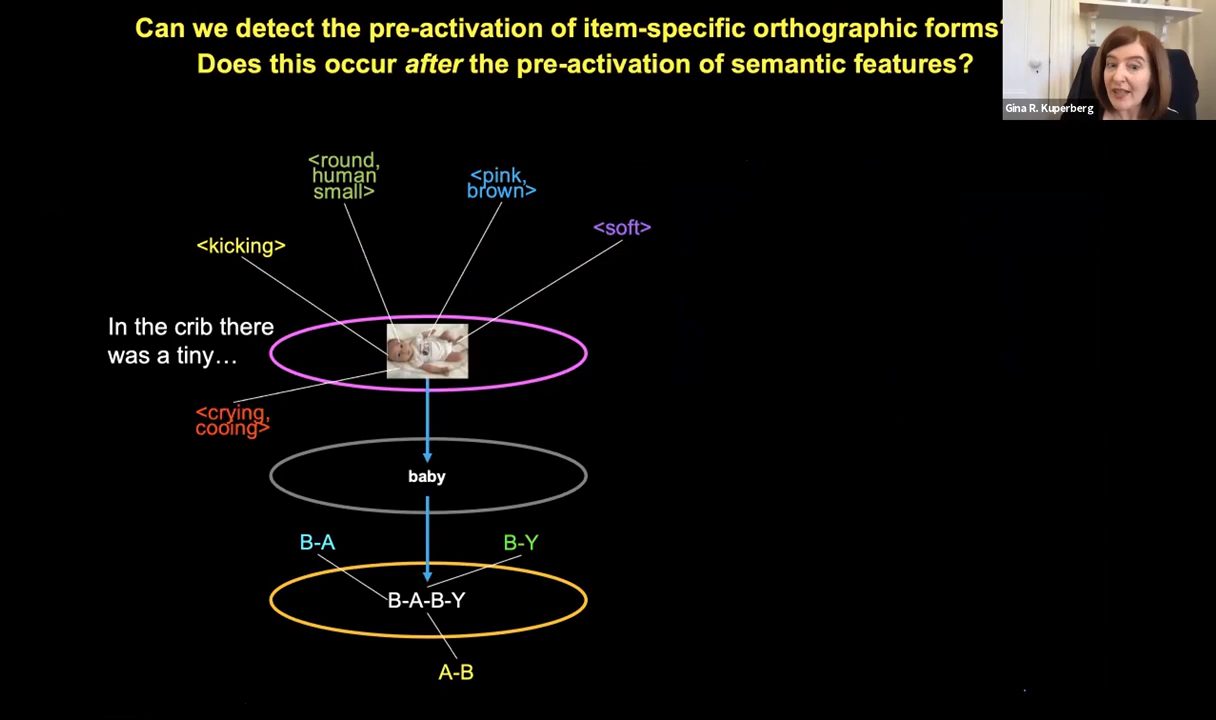 Can we detect the pre-activation of item-specific orthographic forms?
Does this occur after the pre-activation of semantic features?
Gina R. Kuperberg
<round,
human
small>
<pink,
brown>
<soft>
<kicking>
In the crib there
was a tiny…
<crying,
cooing>
baby
B-A
B-Y
B-A-B-Y
A-B